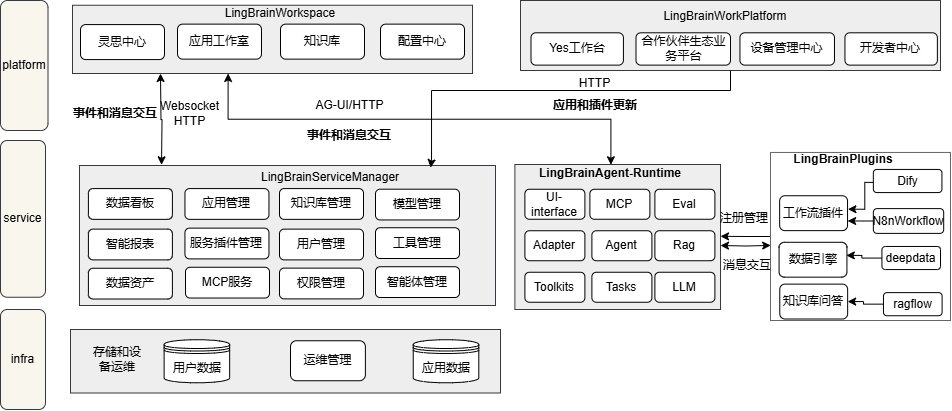 platform
LingBrainWorkspace
灵思中心
应用工作室
知识库
配置中心
LingBrainWorkPlatform
Yes工作台
合作伙伴生态业
务平台
设备管理中心
开发者中心
事件和消息交互
Websocket
HTTP
AG-UI/HTTP
事件和消息交互
HTTP
应用和插件更新
service
LingBrainServiceManager
数据看板
应用管理
知识库管理
模型管理
智能报表
服务插件管理
用户管理
工具管理
数据资产
MCP服务
权限管理
智能体管理
LingBrainAgent-Runtime
UI-
interface
MCP
Eval
Adapter
Agent
Rag
Toolkits
Tasks
LLM
注册管理
消息交互
LingBrainPlugins
工作流插件
数据引擎
知识库问答
Dify
N8nWorkflow
deepdata
ragflow
infra
存储和设
备运维
用户数据
运维管理
应用数据